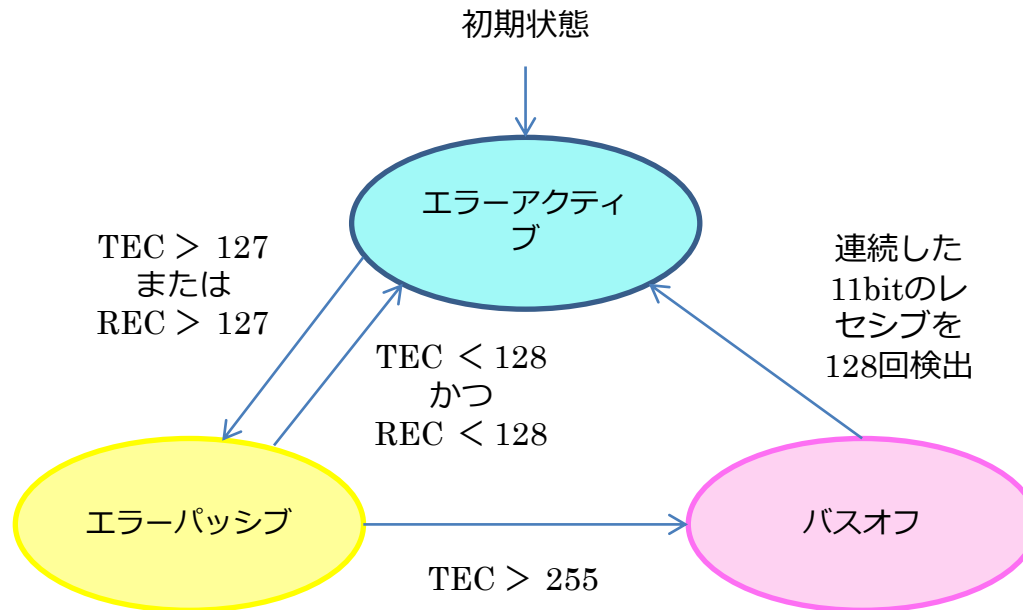 初期状態
エラーアクティ
ブ
TEC > 127
または
REC > 127
TEC < 128
かつ
REC < 128
連続した
11bitのレ
セシブを
128回検出
エラーパッシブ
バスオフ
TEC > 255